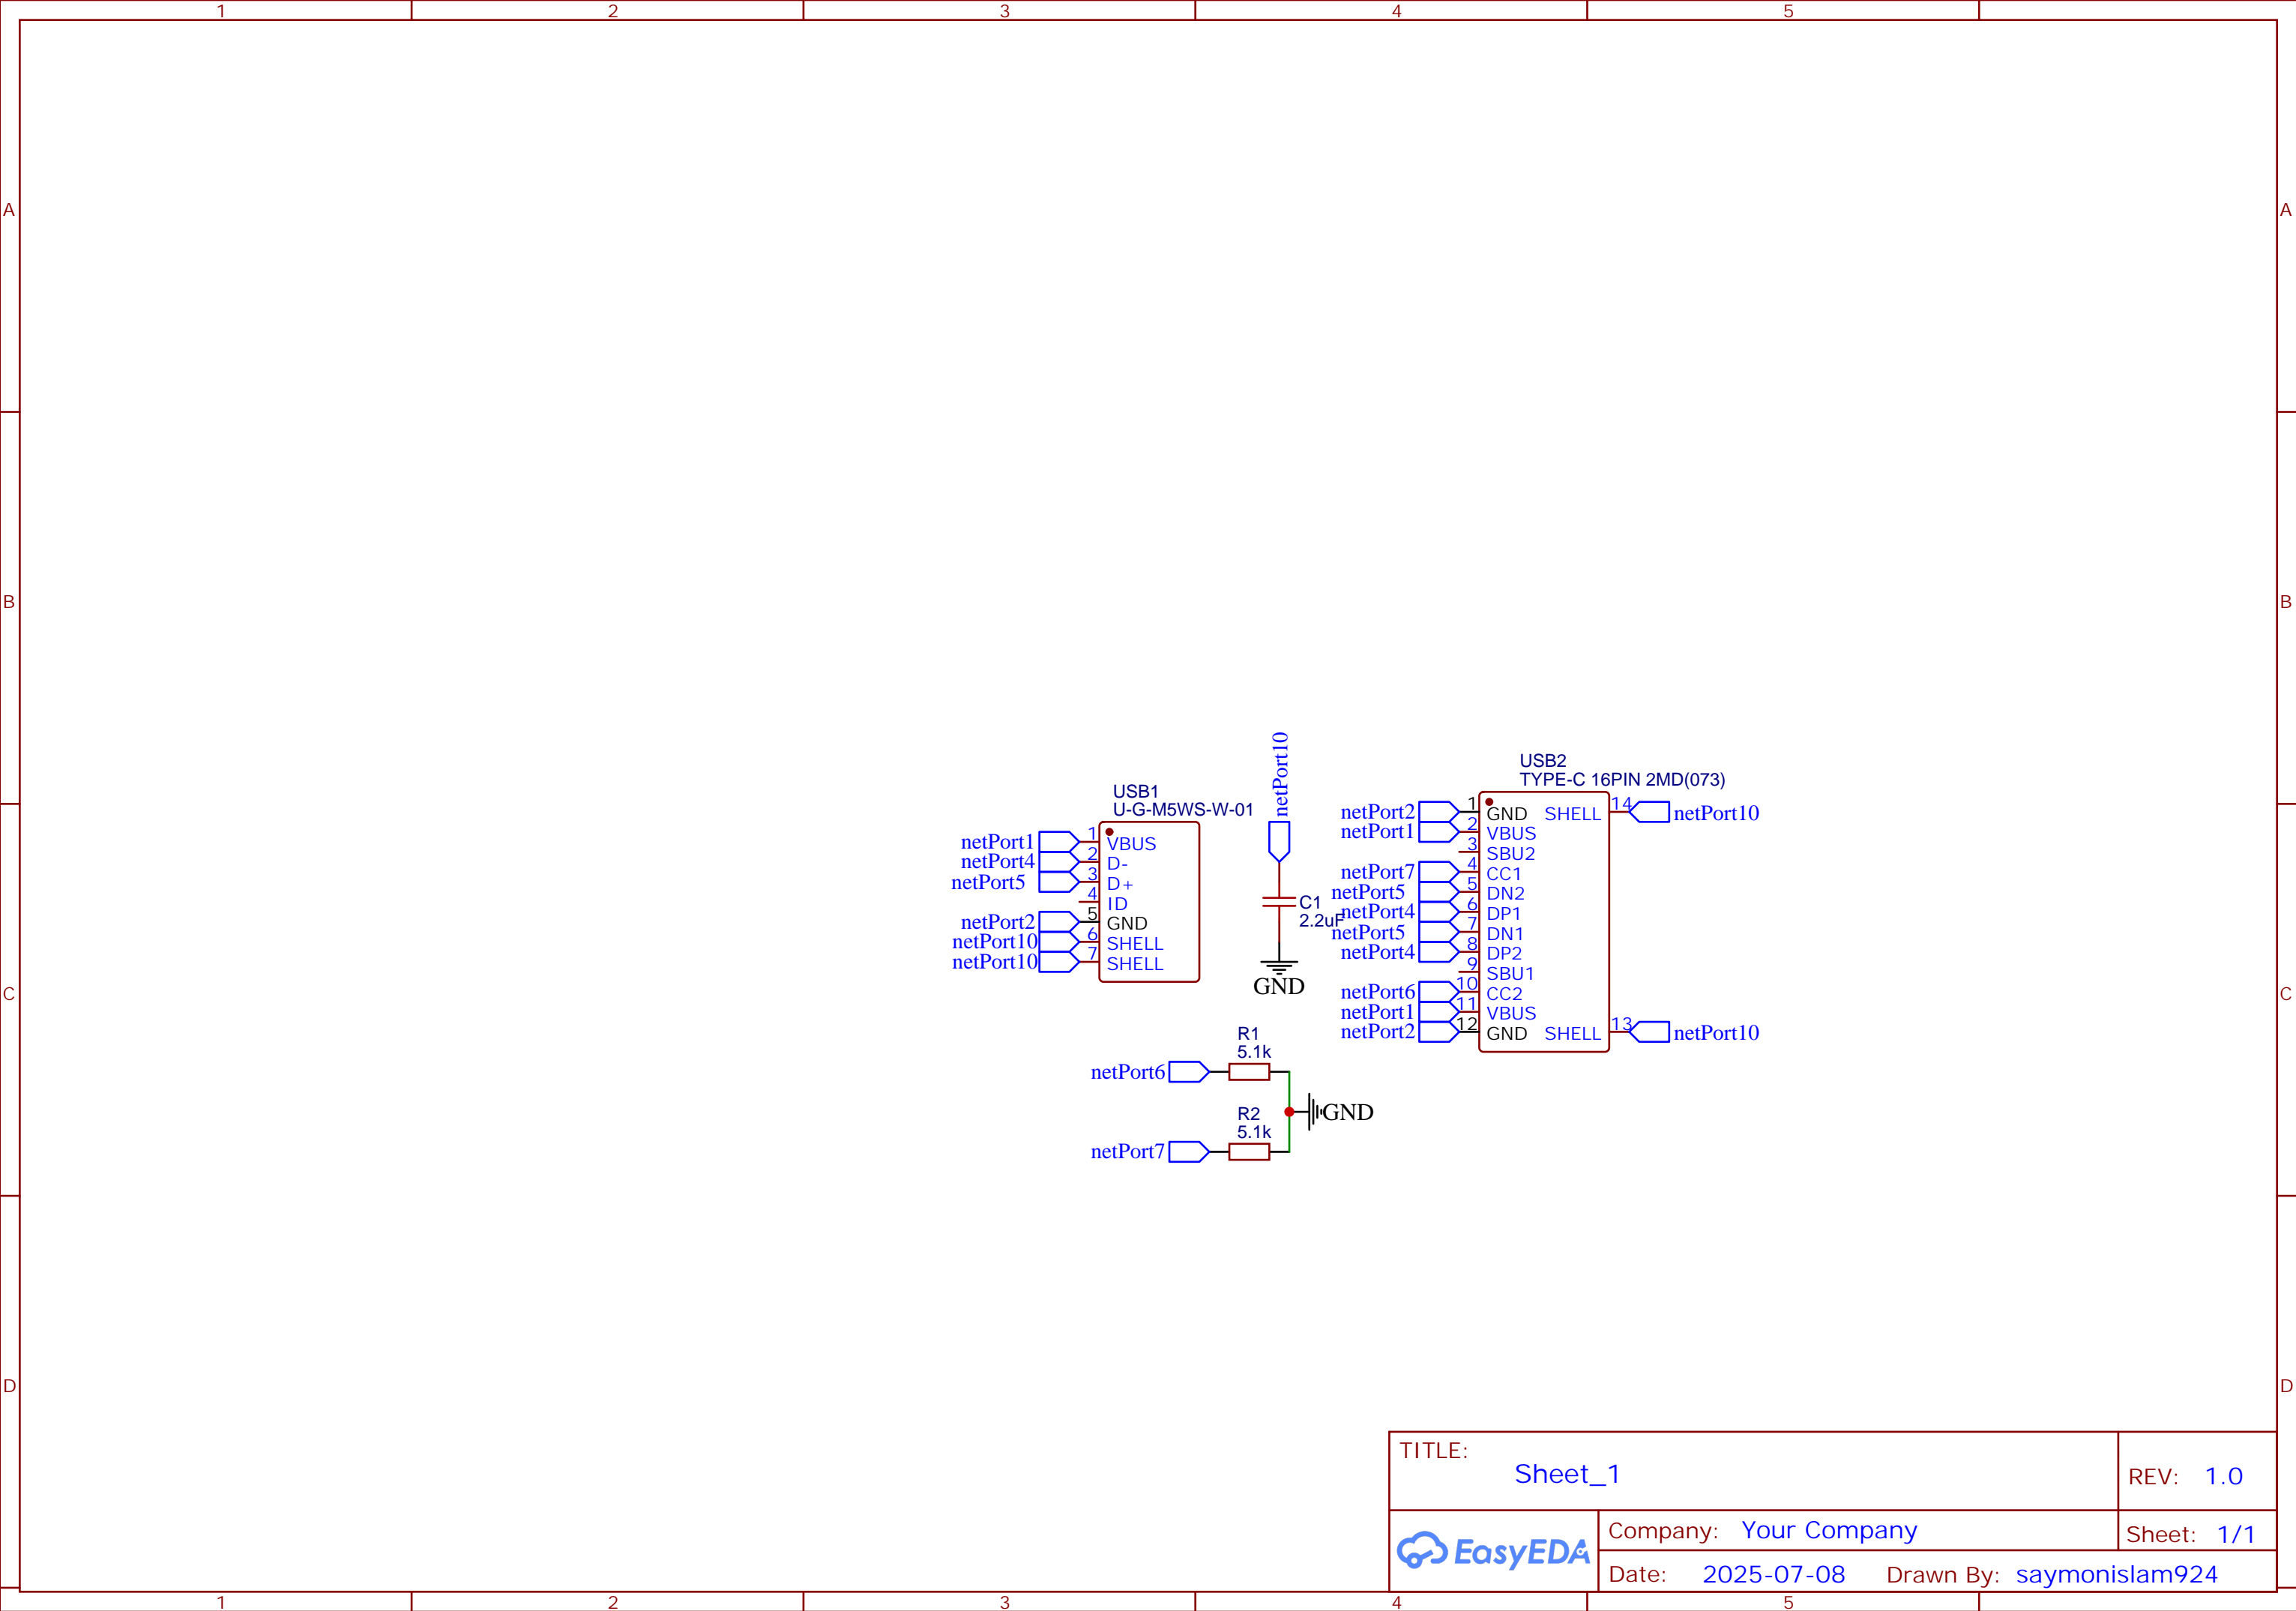 1 2 3 4 5
A A
B B
netPort10
USB2
TYPE-C 16PIN 2MD(073)
USB1
U-G-M5WS-W-01
netPort1 1 VBUS
netPort4 2 D-
netPort5 3 D+
4 ID
netPort2 5 GND
netPort10 6 SHELL
netPort10 7 SHELL
C1
2.2uF
GND
netPort2 1 GND SHELL 14 netPort10
netPort1 2 VBUS
3 SBU2
netPort7 4 CC1
netPort5 5 DN2
netPort4 6 DP1
netPort5 7 DN1
netPort4 8 DP2
9 SBU1
netPort6 10 CC2
netPort1 11 VBUS
netPort2 12 GND SHELL 13 netPort10
C C
R1
5.1k
netPort6
GND
R2
5.1k
netPort7
D D
TITLE:
Sheet_1
REV: 1.0
EasyEDA
Company: Your Company
Sheet: 1/1
Date: 2025-07-08 Drawn By: saymonislam924
1 2 3 4 5